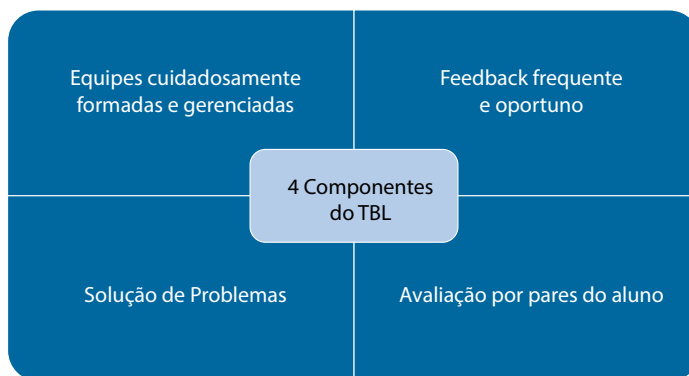 Equipes cuidadosamente
formadas e gerenciadas
Feedback frequente
e oportuno
4 Componentes
do TBL
Solução de Problemas
Avaliação por pares do aluno